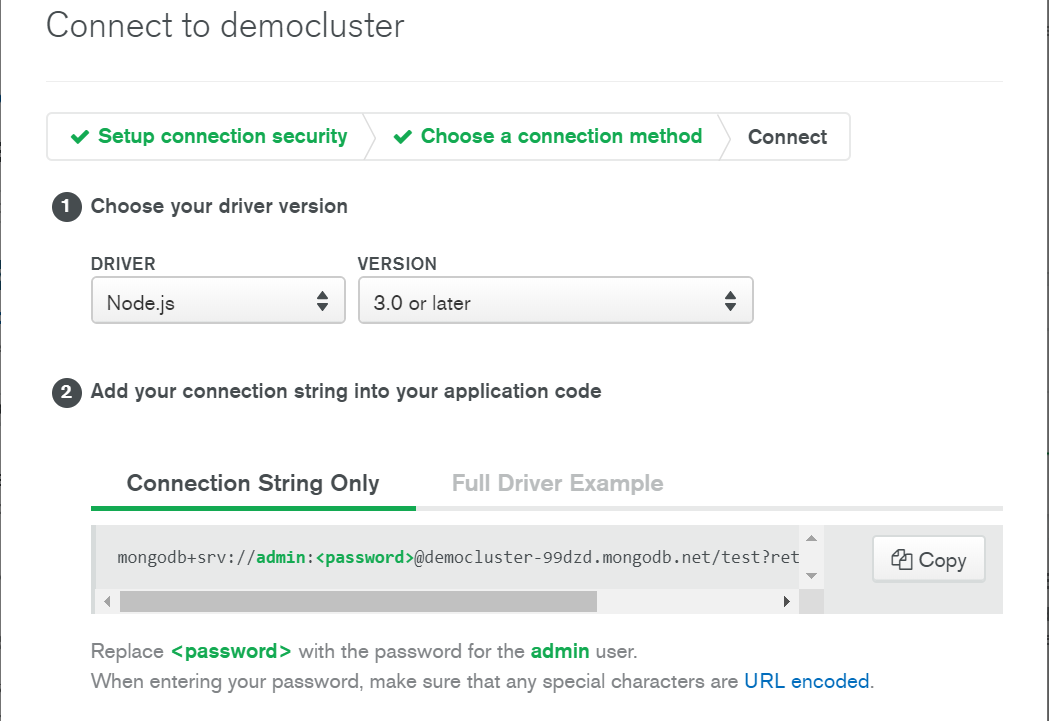 Connect to democluster
Setup connection security Choose a connection method Connect
1 Choose your driver version
DRIVER VERSION
Node.js 3.0 or later
2 Add your connection string into your application code
Connection String Only Full Driver Example
mongodb+srv://admin:<password>@democluster-99dzd.mongodb.net/test?ret Copy
Replace <password> with the password for the admin user.
When entering your password, make sure that any special characters are URL encoded.